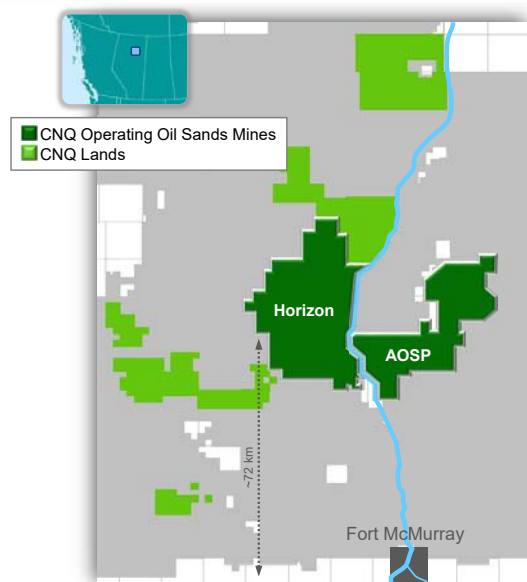 CNQ Operating Oil Sands Mines
CNQ Lands
Horizon
AOSP
~72 km
Fort McMurray